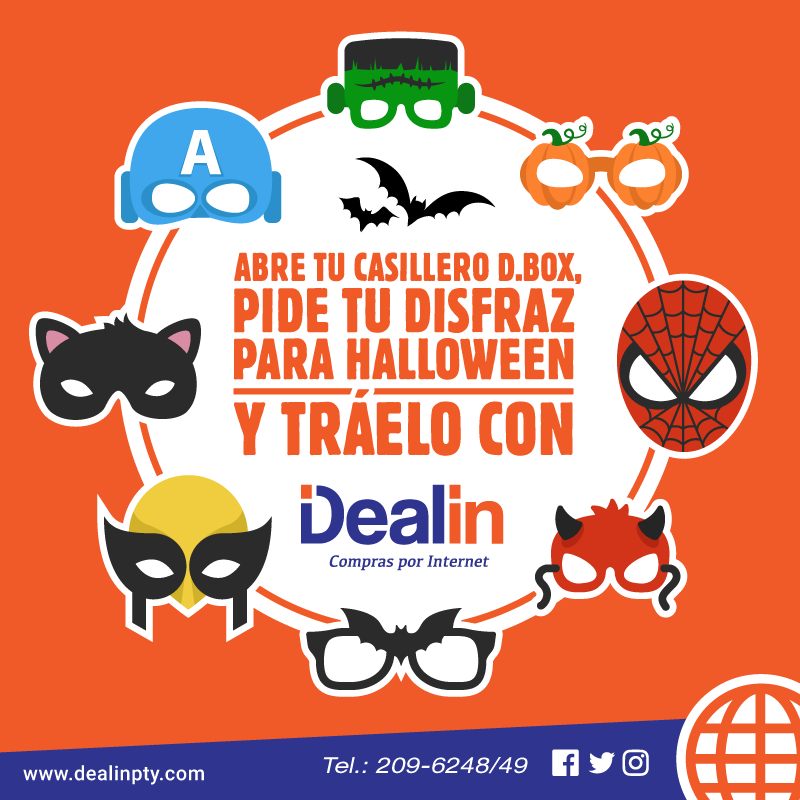 A
ABRE TU CASILLERO D.BOX,
PIDE TU DISFRAZ
PARA HALLOWEEN
Y TRÁELO CON
Dealin
Compras por Internet
www.dealinpty.com
Tel.: 209-6248/49